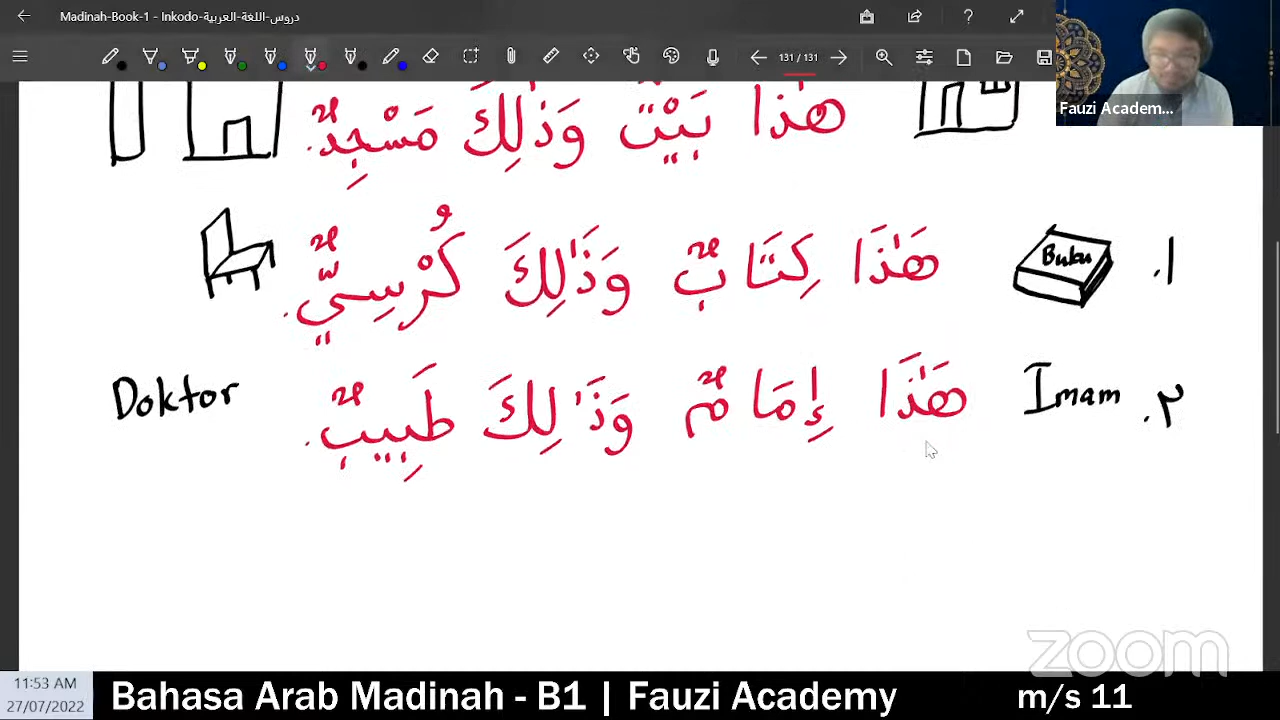 Madinah-Book-1 - Inkodo-دروس-اللغة-العربية
131 / 131
Fauzi Academ...
هٰذَا بَيْتٌ وَذٰلِكَ مَسْجِدٌ.
١. Buku هَٰذَا كِتَابٌ وَذَٰلِكَ كُرْسِيٌّ.
٢. Imam هَٰذَا إِمَامٌ وَذَٰلِكَ طَبِيبٌ. Doktor
zoom
11:53 AM
27/07/2022
Bahasa Arab Madinah - B1 | Fauzi Academy m/s 11